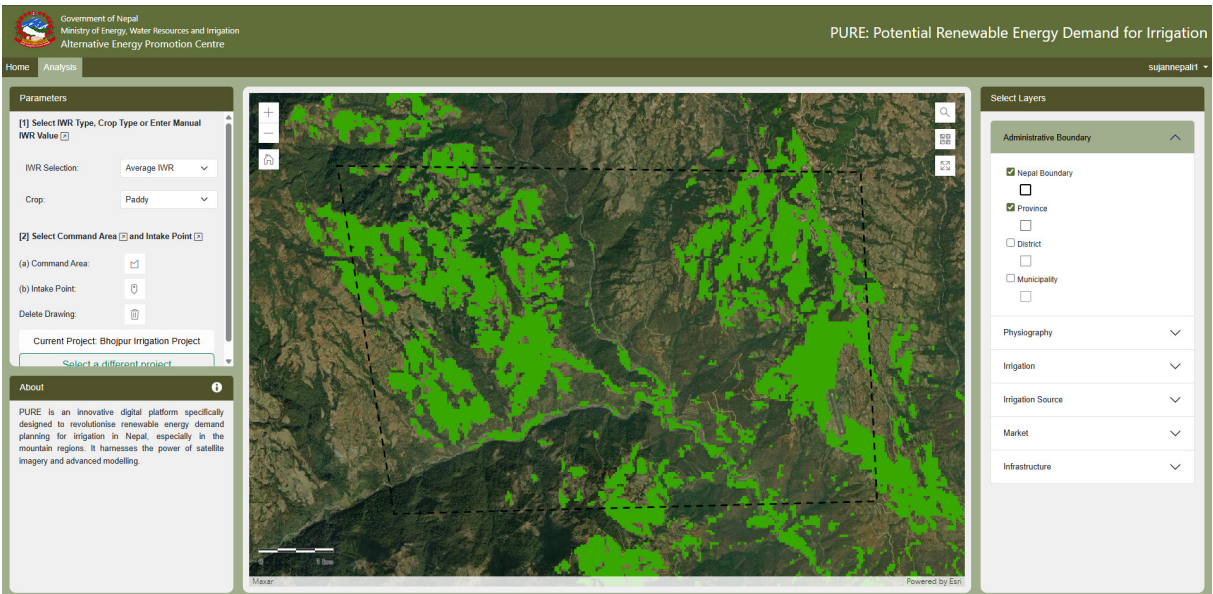 Government of Nepal
Ministry of Energy, Water Resources and Irrigation
Alternative Energy Promotion Centre
PURE: Potential Renewable Energy Demand for Irrigation
Home Analysis
sujannepali1
Parameters
[1] Select IWR Type, Crop Type or Enter Manual
IWR Value
IWR Selection: Average IWR
Crop: Paddy
[2] Select Command Area and Intake Point
(a) Command Area:
(b) Intake Point:
Delete Drawing:
Current Project: Bhojpur Irrigation Project
Select a different project
About
PURE is an innovative digital platform specifically
designed to revolutionise renewable energy demand
planning for irrigation in Nepal, especially in the
mountain regions. It harnesses the power of satellite
imagery and advanced modelling.
+
−
0 1 km
Maxar
Powered by Esri
Select Layers
Administrative Boundary
Nepal Boundary
Province
District
Municipality
Physiography
Irrigation
Irrigation Source
Market
Infrastructure